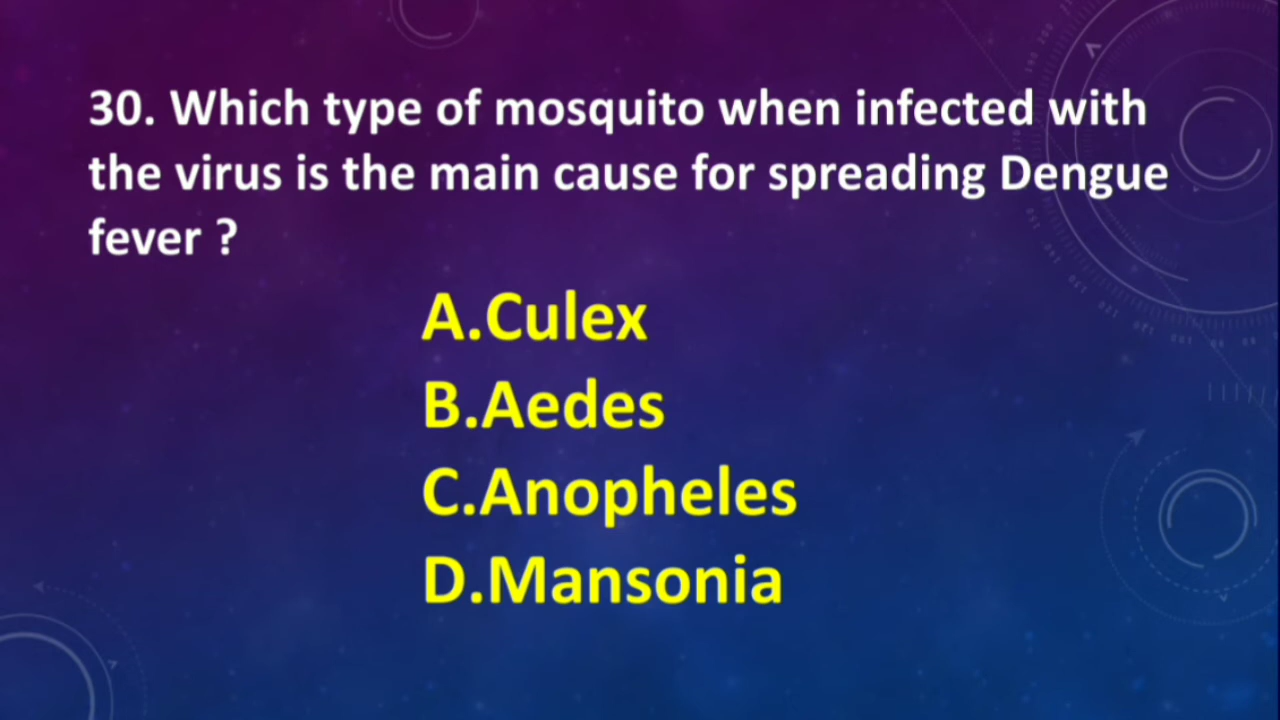 30. Which type of mosquito when infected with
the virus is the main cause for spreading Dengue
fever ?
A.Culex
B.Aedes
C.Anopheles
D.Mansonia